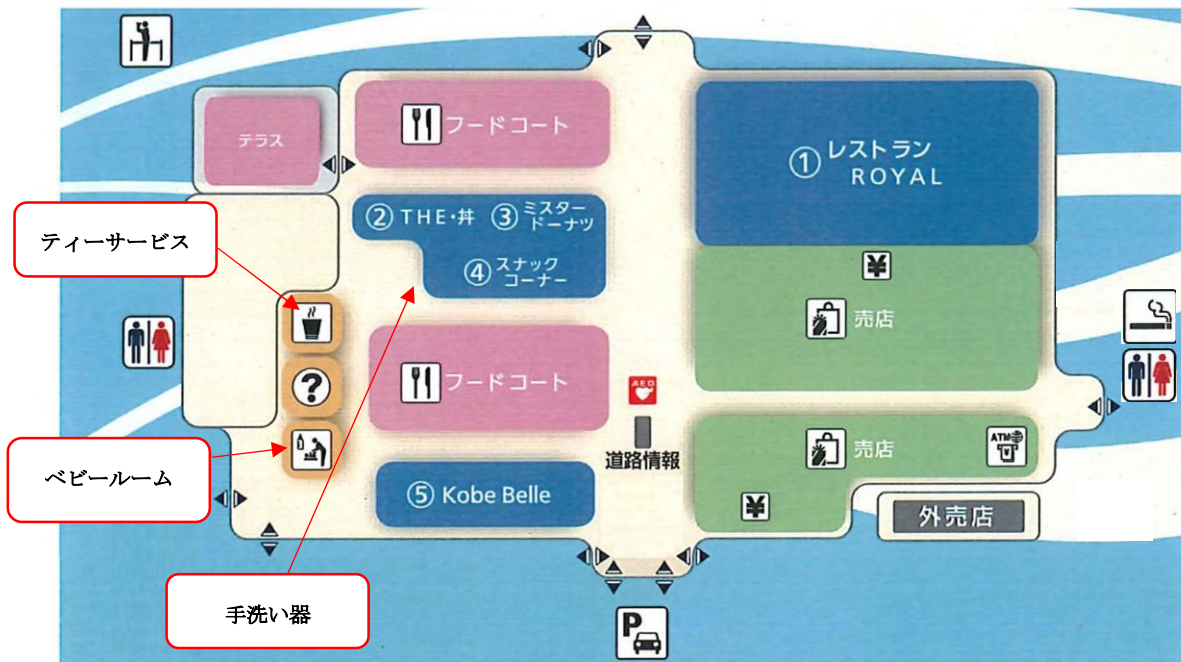 フードコート
テラス
① レストラン
ROYAL
② THE・丼
③ ミスター
ドーナツ
④ スナック
コーナー
ティーサービス
¥
売店
?
フードコート
AED
道路情報
売店
ATM
¥
ベビールーム
⑤ Kobe Belle
外売店
手洗い器
P